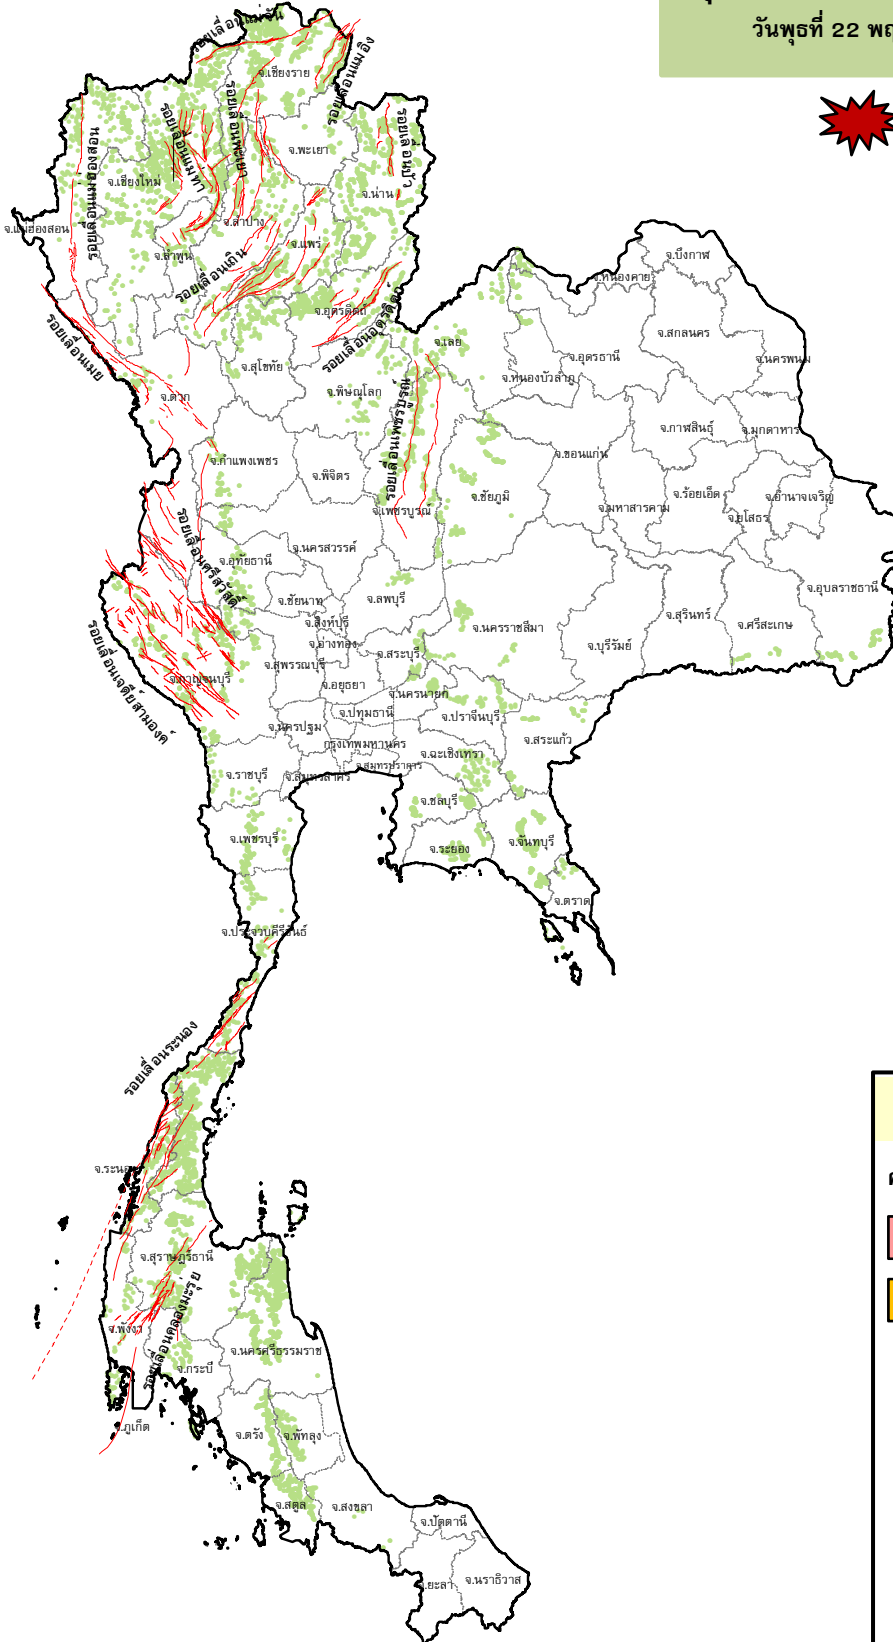 วันพุธที่ 22 พฤ
รอยเลื่อนแม่จัน
จ.เชียงราย
รอยเลื่อนแม่อิง
รอยเลื่อนพะเยา
รอยเลื่อนแม่ทา
รอยเลื่อนปัว
จ.พะเยา
รอยเลื่อนแม่ฮ่องสอน
จ.เชียงใหม่
จ.น่าน
จ.แม่ฮ่องสอน
จ.ลำปาง
จ.แพร่
จ.ลำพูน
รอยเลื่อนเถิน
จ.บึงกาฬ
จ.หนองคาย
จ.อุตรดิตถ์
รอยเลื่อนอุตรดิตถ์
รอยเลื่อนเมย
จ.เลย
จ.สกลนคร
จ.นครพนม
จ.อุดรธานี
จ.สุโขทัย
จ.หนองบัวลำภู
จ.ตาก
จ.พิษณุโลก
รอยเลื่อนเพชรบูรณ์
จ.กาฬสินธุ์
จ.มุกดาหาร
จ.กำแพงเพชร
จ.พิจิตร
จ.ขอนแก่น
จ.ชัยภูมิ
จ.ร้อยเอ็ด
จ.อำนาจเจริญ
จ.เพชรบูรณ์
จ.มหาสารคาม
จ.ยโสธร
รอยเลื่อนศรีสวัสดิ์
จ.นครสวรรค์
จ.อุทัยธานี
จ.อุบลราชธานี
จ.ชัยนาท
จ.ลพบุรี
จ.สุรินทร์
จ.สิงห์บุรี
จ.นครราชสีมา
จ.ศรีสะเกษ
จ.อ่างทอง
จ.บุรีรัมย์
จ.สระบุรี
จ.สุพรรณบุรี
รอยเลื่อนเจดีย์สามองค์
จ.กาญจนบุรี
จ.อยุธยา
จ.นครนายก
จ.ปทุมธานี
จ.ปราจีนบุรี
จ.นครปฐม
จ.สระแก้ว
กรุงเทพมหานคร
จ.ฉะเชิงเทรา
จ.สมุทรปราการ
จ.ราชบุรี
จ.สมุทรสาคร
จ.ชลบุรี
จ.เพชรบุรี
จ.ระยอง
จ.จันทบุรี
จ.ตราด
จ.ประจวบคีรีขันธ์
รอยเลื่อนระนอง
จ.ระนอง
จ.สุราษฎร์ธานี
รอยเลื่อนคลองมะรุ่ย
จ.พังงา
จ.นครศรีธรรมราช
จ.กระบี่
จ.ภูเก็ต
จ.ตรัง
จ.พัทลุง
จ.สตูล
จ.สงขลา
จ.ปัตตานี
จ.ยะลา
จ.นราธิวาส